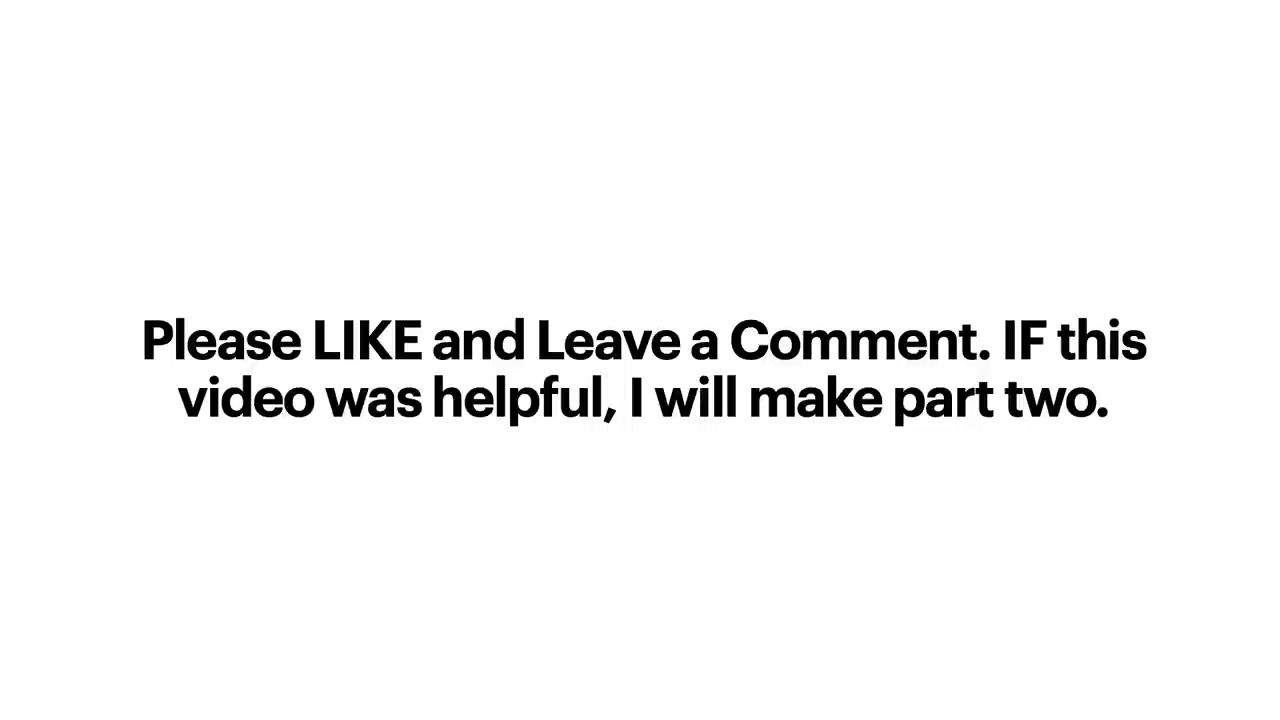 Please LIKE and Leave a Comment. IF this
video was helpful, I will make part two.